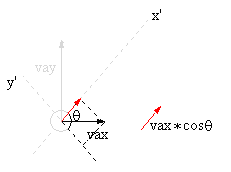 x'
vay
y'
θ
vax
vax*cosθ